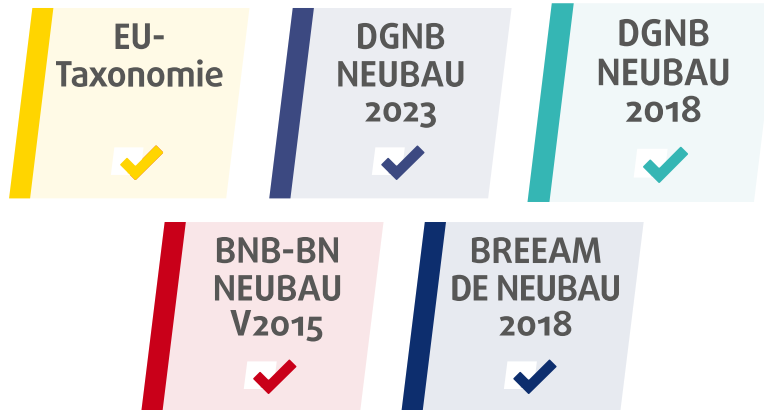 EU-
Taxonomie
DGNB
NEUBAU
2023
DGNB
NEUBAU
2018
BNB-BN
NEUBAU
V2015
BREEAM
DE NEUBAU
2018